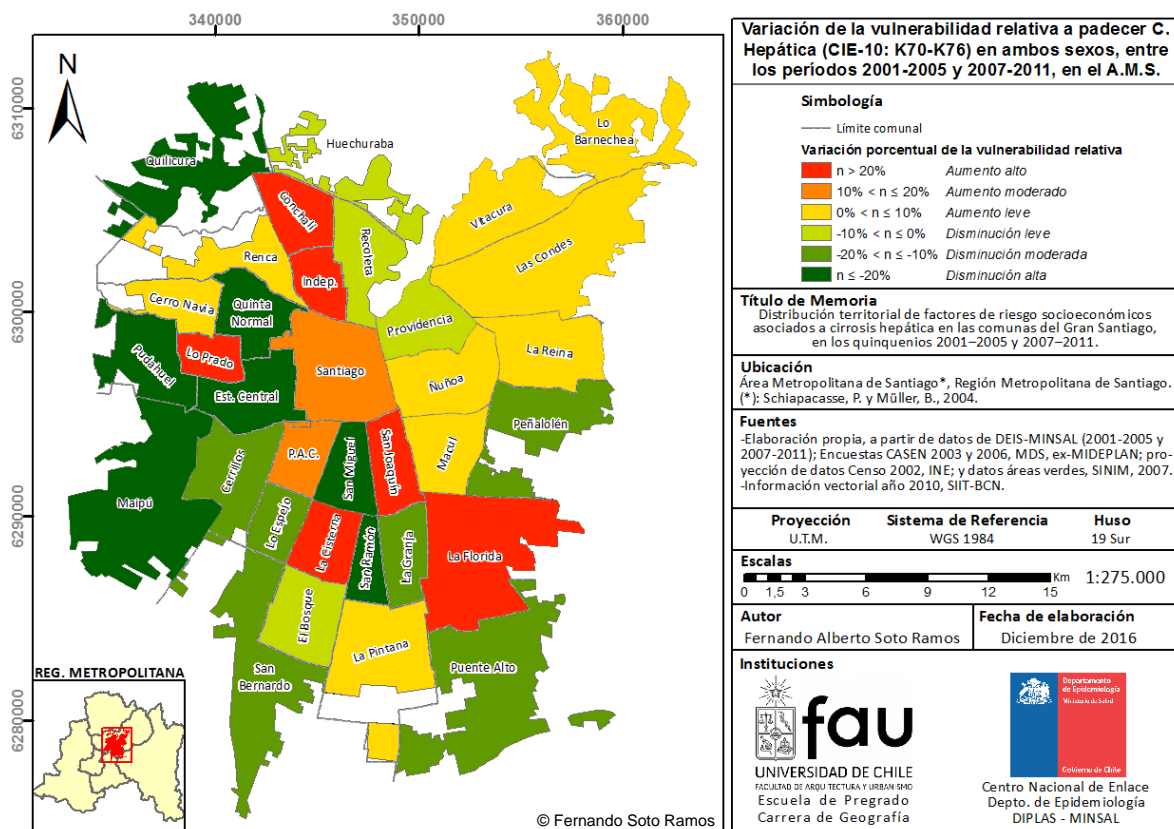 340000
350000
360000
6310000
6300000
6290000
6280000
N
Lo
Barnechea
Huechuraba
Quilicura
Conchalí
Vitacura
Recoleta
Las Condes
Renca
Indep.
Cerro Navia
Quinta
Normal
Providencia
Lo Prado
La Reina
Pudahuel
Santiago
Ñuñoa
Est. Central
Peñalolén
P.A.C.
San Miguel
San Joaquín
Macul
Cerrillos
Maipú
Lo Espejo
La Cisterna
San Ramón
La Granja
La Florida
El Bosque
La Pintana
San
Bernardo
Puente Alto
REG. METROPOLITANA
© Fernando Soto Ramos
Variación de la vulnerabilidad relativa a padecer C.
Hepática (CIE-10: K70-K76) en ambos sexos, entre
los períodos 2001-2005 y 2007-2011, en el A.M.S.
Simbología
Límite comunal
Variación porcentual de la vulnerabilidad relativa
n > 20% Aumento alto
10% < n ≤ 20% Aumento moderado
0% < n ≤ 10% Aumento leve
-10% < n ≤ 0% Disminución leve
-20% < n ≤ -10% Disminución moderada
n ≤ -20% Disminución alta
Título de Memoria
Distribución territorial de factores de riesgo socioeconómicos
asociados a cirrosis hepática en las comunas del Gran Santiago,
en los quinquenios 2001–2005 y 2007–2011.
Ubicación
Área Metropolitana de Santiago*, Región Metropolitana de Santiago.
(*): Schiapacasse, P. y Müller, B., 2004.
Fuentes
-Elaboración propia, a partir de datos de DEIS-MINSAL (2001-2005 y
2007-2011); Encuestas CASEN 2003 y 2006, MDS, ex-MIDEPLAN; pro-
yección de datos Censo 2002, INE; y datos áreas verdes, SINIM, 2007.
-Información vectorial año 2010, SIIT-BCN.
Proyección Sistema de Referencia Huso
U.T.M. WGS 1984 19 Sur
Escalas
Km 1:275.000
0 1,5 3 6 9 12 15
Autor Fecha de elaboración
Fernando Alberto Soto Ramos Diciembre de 2016
Instituciones
fau
UNIVERSIDAD DE CHILE
FACULTAD DE ARQUITECTURA Y URBANISMO
Escuela de Pregrado
Carrera de Geografía
Departamento
de Epidemiología
Ministerio de Salud
Gobierno de Chile
Centro Nacional de Enlace
Depto. de Epidemiología
DIPLAS - MINSAL